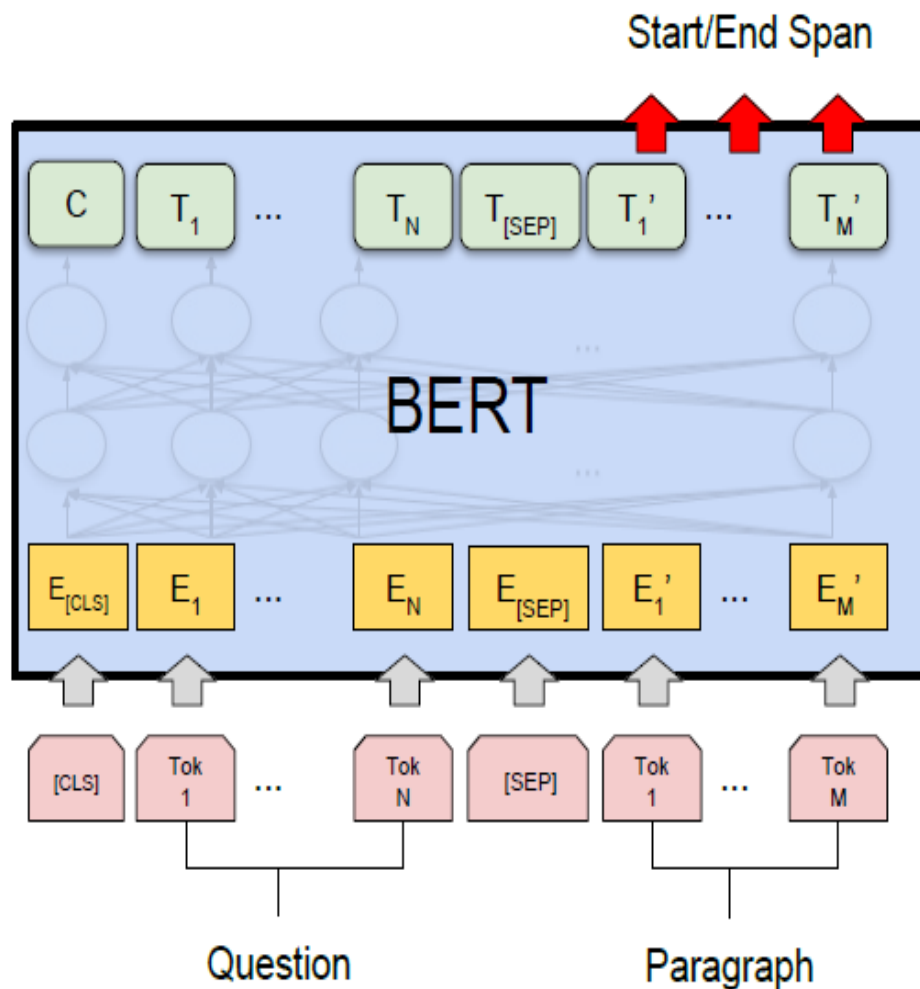 Start/End Span
C T1 ... TN T[SEP] T1' ... TM'
...
BERT
...
E[CLS] E1 ... EN E[SEP] E1' ... EM'
[CLS] Tok 1 ... Tok N [SEP] Tok 1 ... Tok M
Question Paragraph